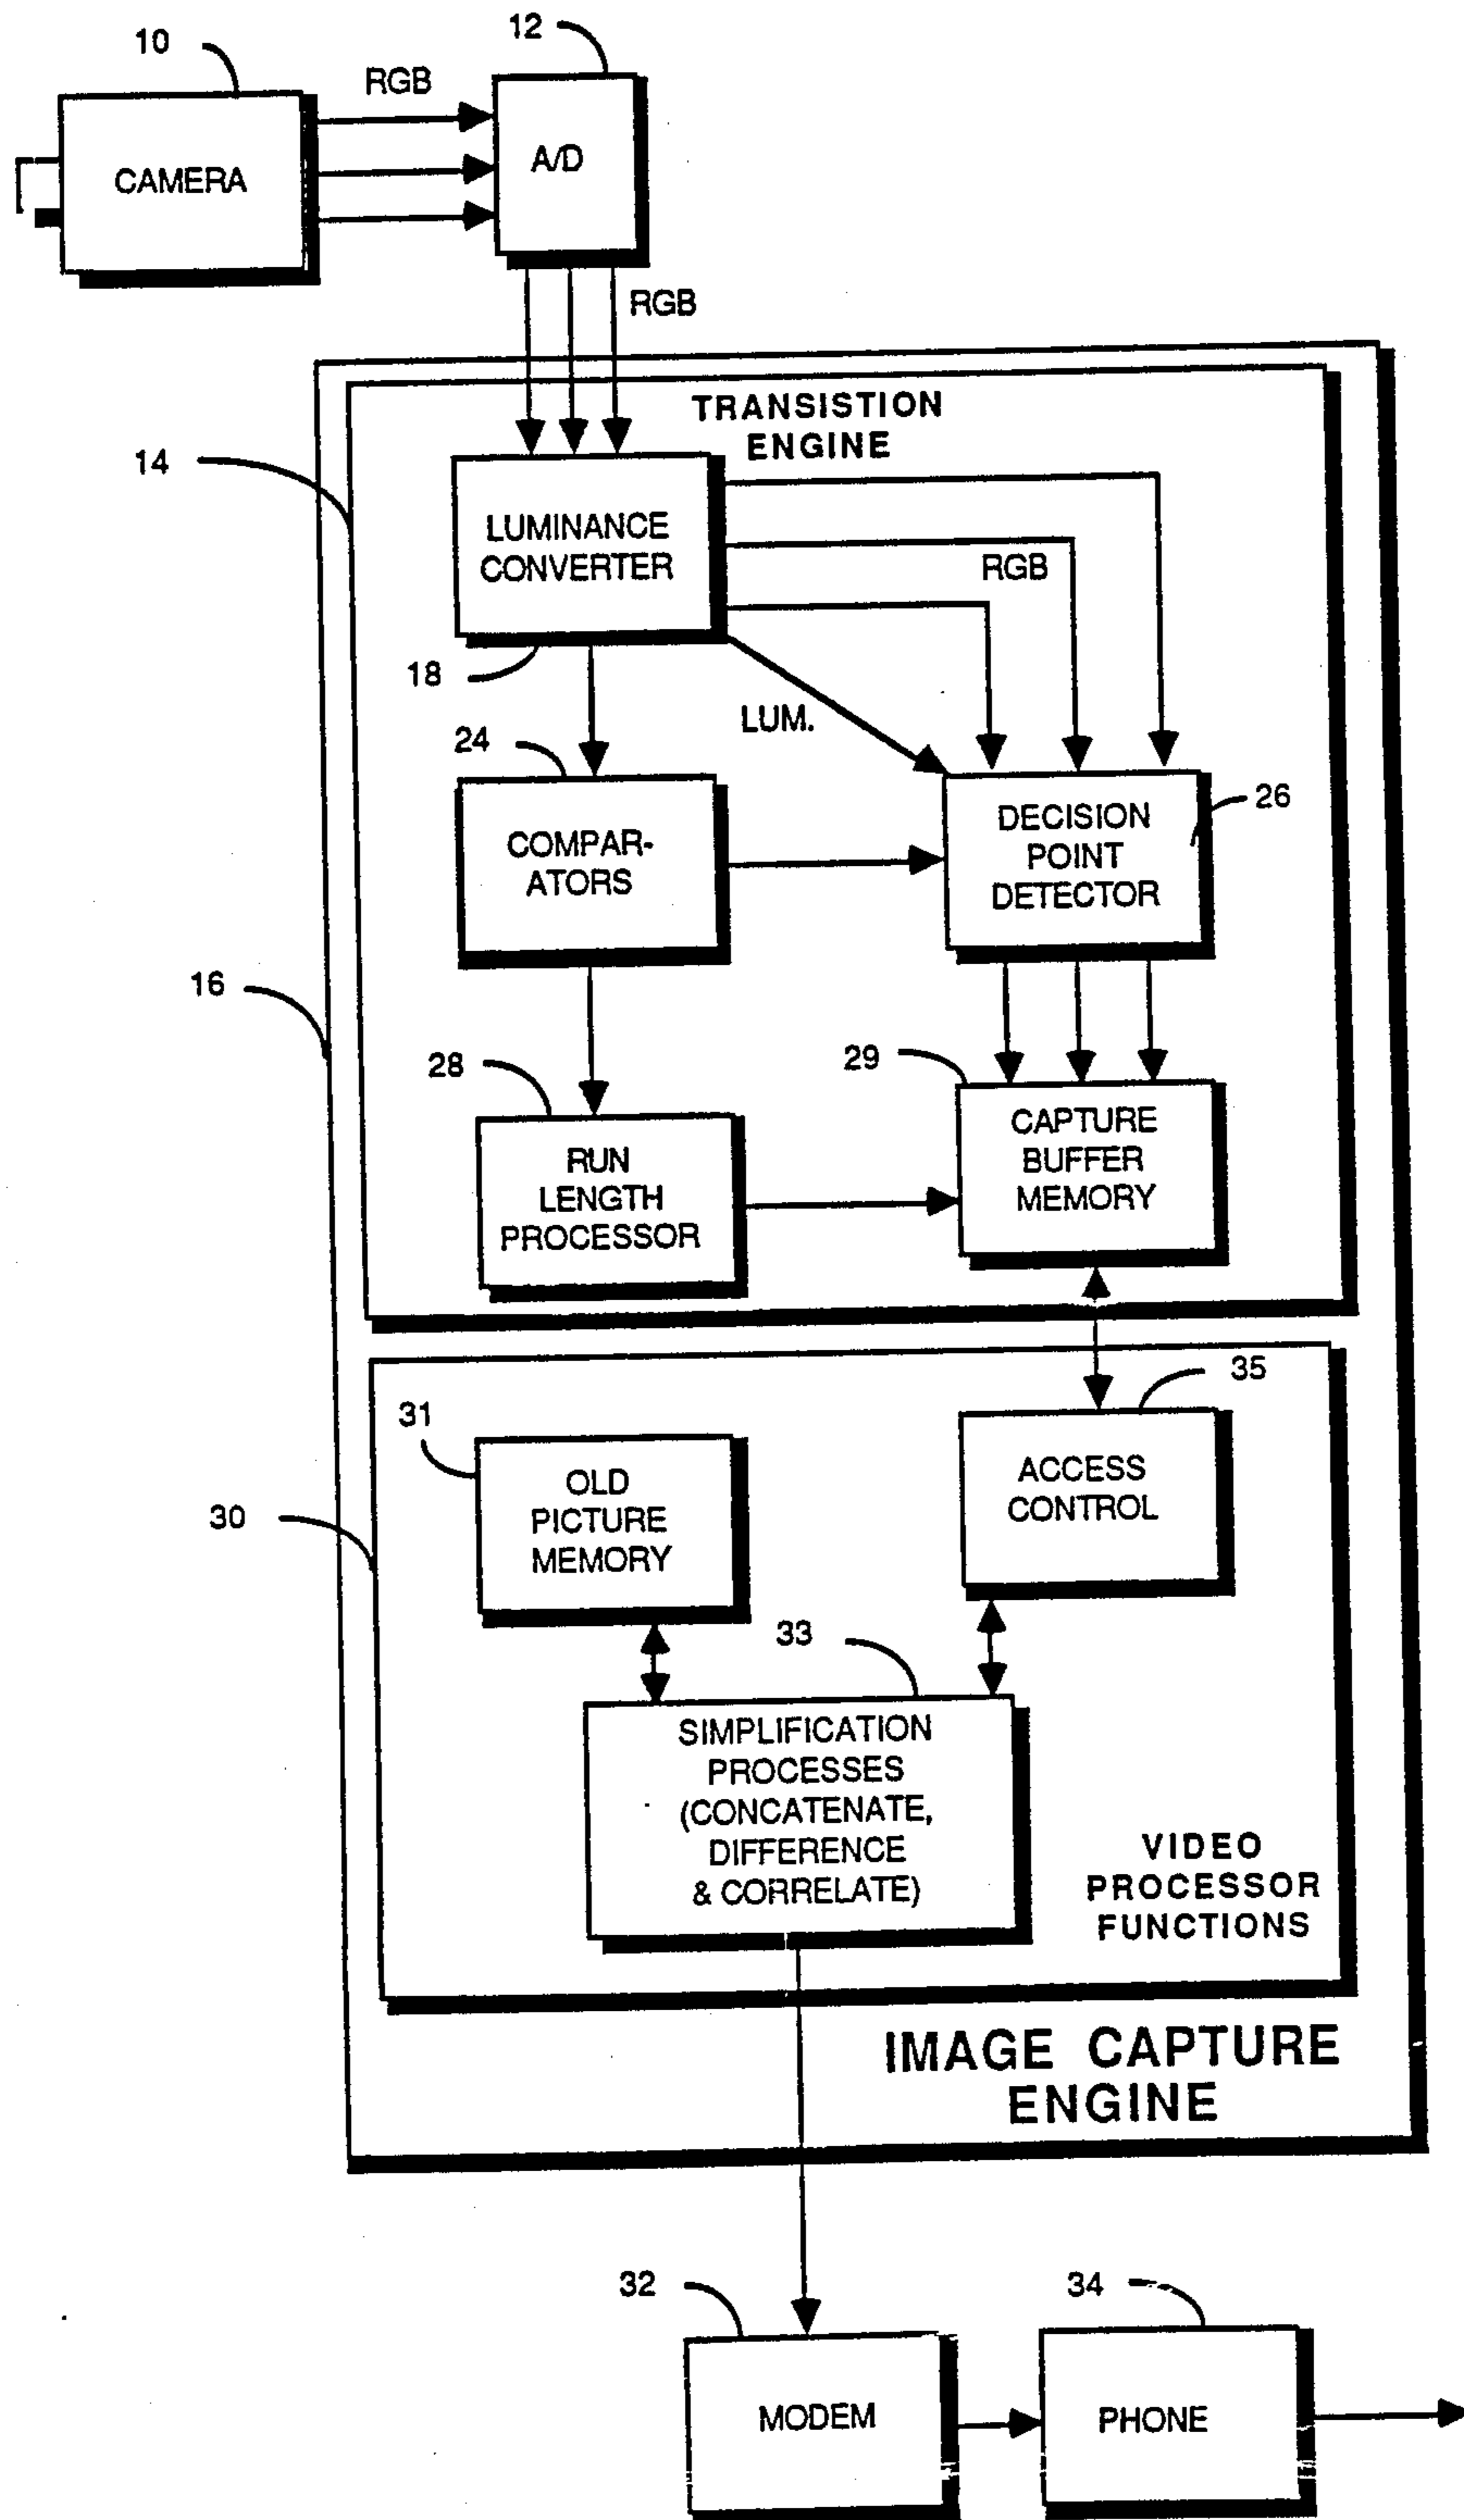 10
12
RGB
CAMERA
A/D
RGB
TRANSISTION
ENGINE
14
LUMINANCE
CONVERTER
RGB
18
LUM.
24
26
COMPAR-
ATORS
DECISION
POINT
DETECTOR
16
28
29
RUN
LENGTH
PROCESSOR
CAPTURE
BUFFER
MEMORY
35
31
OLD
PICTURE
MEMORY
ACCESS
CONTROL
30
33
SIMPLIFICATION
PROCESSES
(CONCATENATE,
DIFFERENCE
& CORRELATE)
VIDEO
PROCESSOR
FUNCTIONS
IMAGE CAPTURE
ENGINE
32
34
MODEM
PHONE